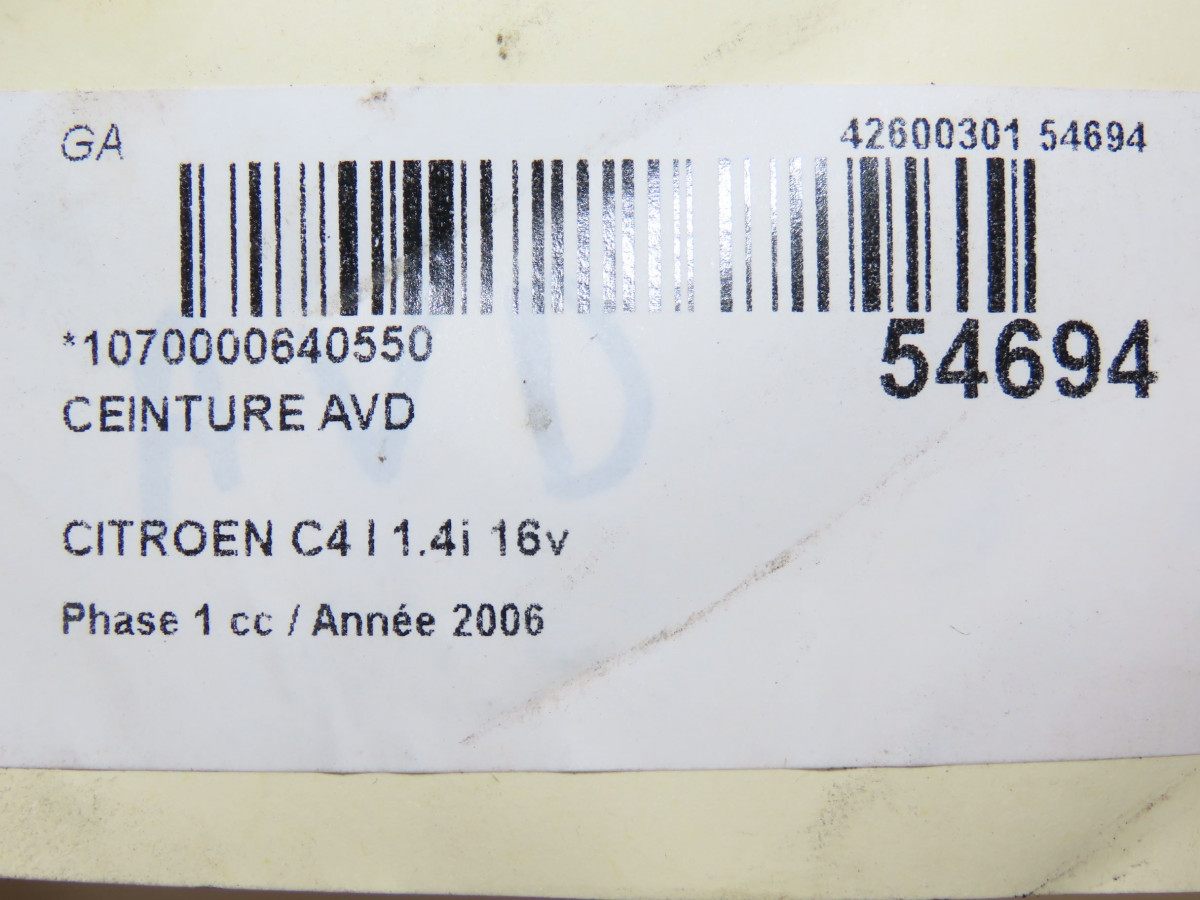 GA
42600301 54694
*1070000640550
54694
CEINTURE AVD
AVD
CITROEN C4 I 1.4i 16v
Phase 1 cc / Année 2006